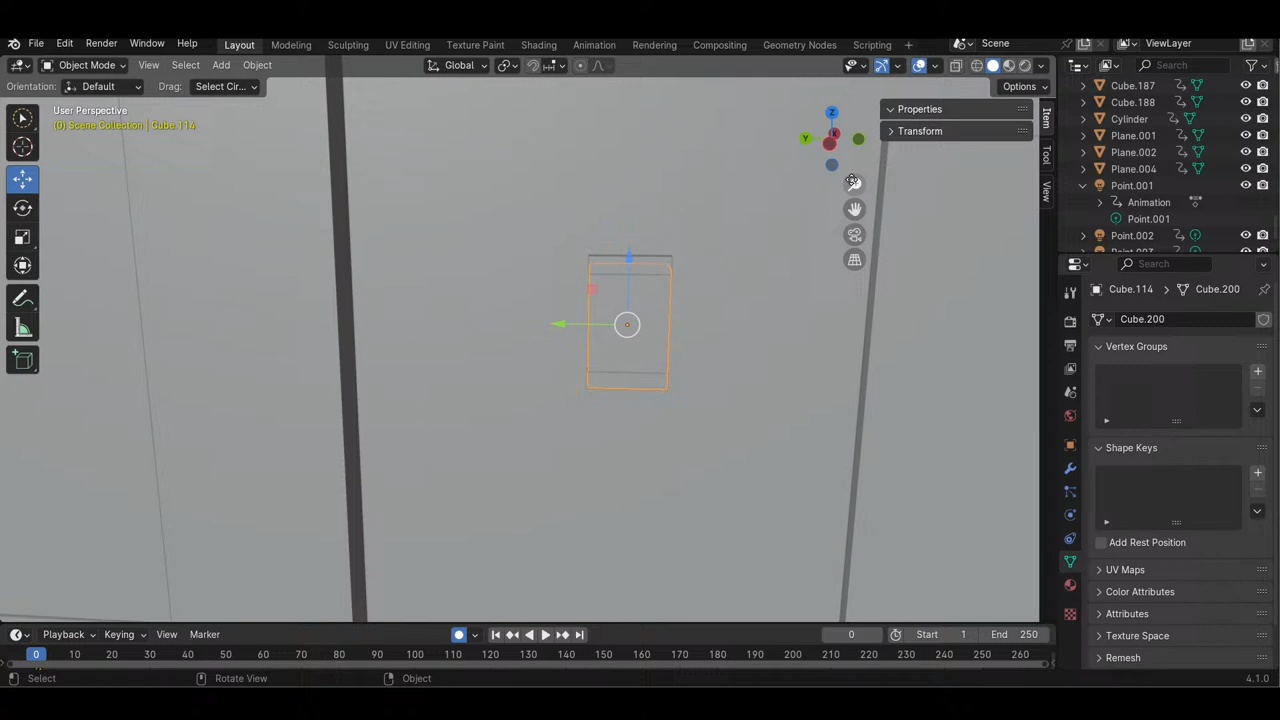 File Edit Render Window Help Layout Modeling Sculpting UV Editing Texture Paint Shading Animation Rendering Compositing Geometry Nodes Scripting + Scene ViewLayer
Object Mode View Select Add Object Global Search
Orientation: Default Drag: Select Cir... Options
User Perspective
(0) Scene Collection | Cube.114
Z
Y
X
Properties
Transform
Item
Tool
View
Cube.187
Cube.188
Cylinder
Plane.001
Plane.002
Plane.004
Point.001
Animation
Point.001
Point.002
Search
Cube.114 Cube.200
Cube.200
Vertex Groups
Shape Keys
Add Rest Position
UV Maps
Color Attributes
Attributes
Texture Space
Remesh
Playback Keying View Marker 0 Start 1 End 250
0 10 20 30 40 50 60 70 80 90 100 110 120 130 140 150 160 170 180 190 200 210 220 230 240 250 260
Select Rotate View Object 4.1.0